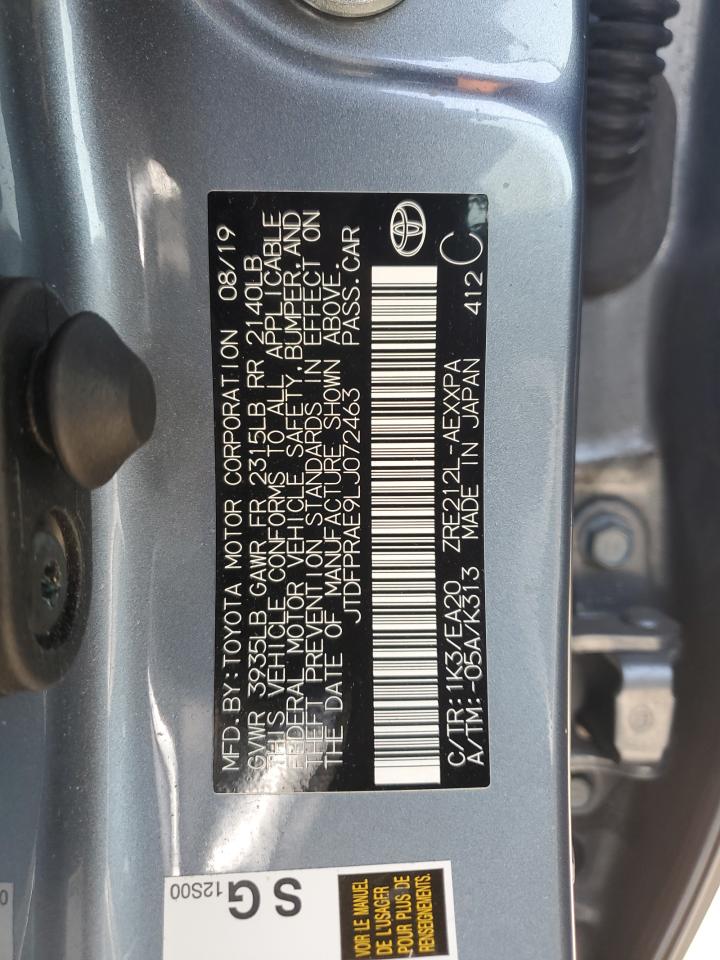 MFD.BY:TOYOTA MOTOR CORPORATION 08/19
GVWR 3935LB GAWR FR 2315LB RR 2140LB
THIS VEHICLE CONFORMS TO ALL APPLICABLE
FEDERAL MOTOR VEHICLE SAFETY,BUMPER,AND
THEFT PREVENTION STANDARDS IN EFFECT ON
THE DATE OF MANUFACTURE SHOWN ABOVE.
JTDFPRAE9LJ072463 PASS.CAR
C/TR:1K3/EA20 ZRE212L-AEXXPA
A/TM:-05A/K313 MADE IN JAPAN 412 C
S G
12S00
VOIR LE MANUEL
DE L'USAGER
POUR PLUS DE
RENSEIGNEMENTS.